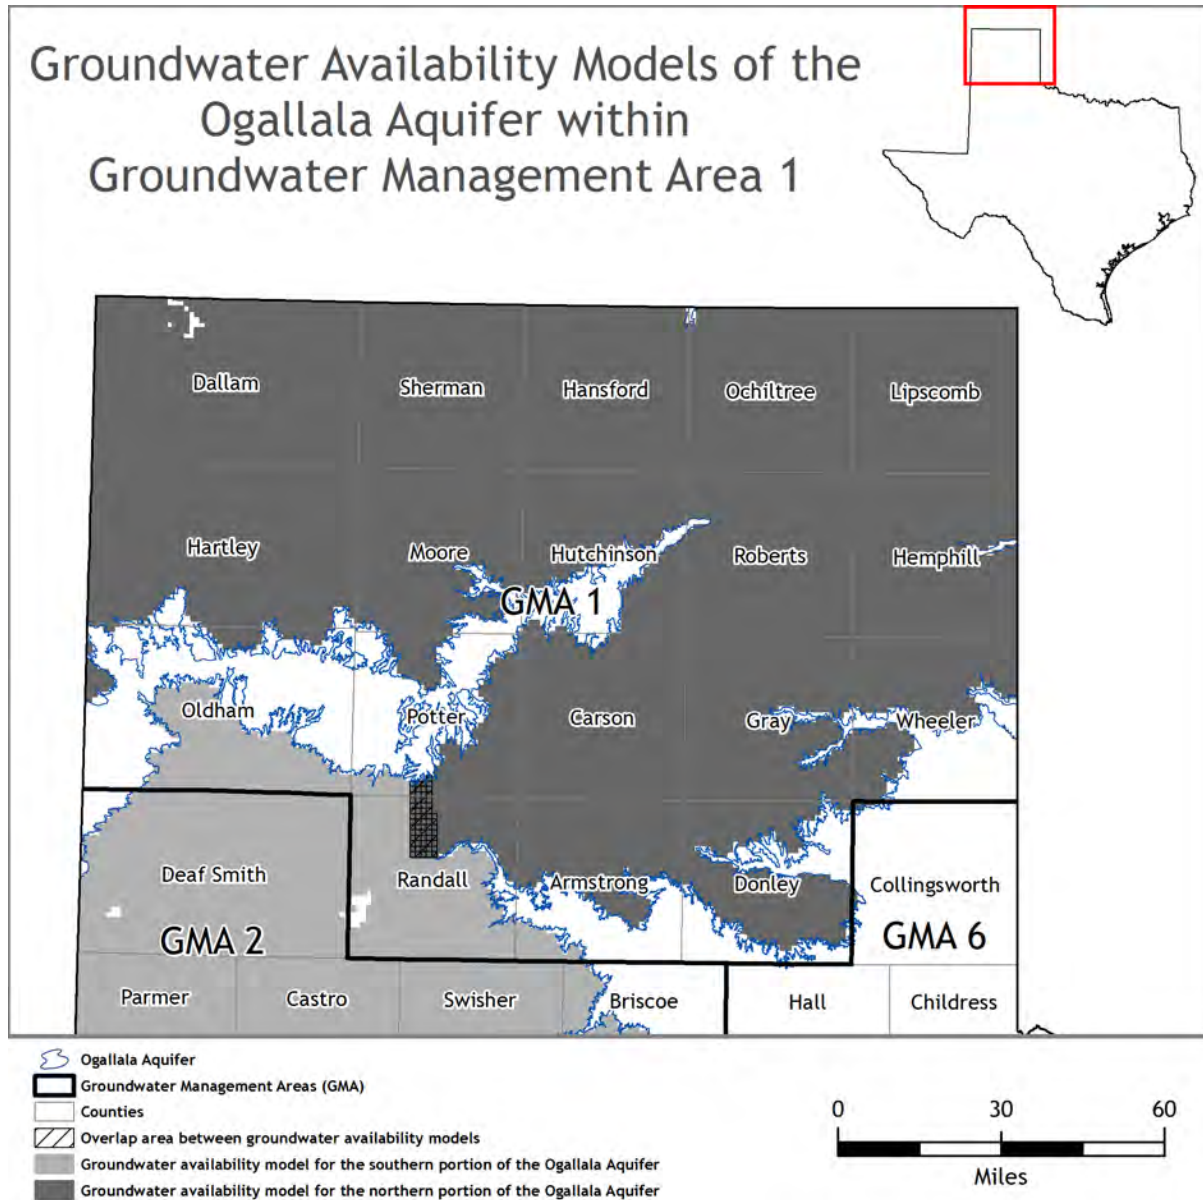 Groundwater Availability Models of the
Ogallala Aquifer within
Groundwater Management Area 1
Dallam
Sherman
Hansford
Ochiltree
Lipscomb
Hartley
Moore
Hutchinson
Roberts
Hemphill
GMA 1
Oldham
Potter
Carson
Gray
Wheeler
Deaf Smith
Randall
Armstrong
Donley
Collingsworth
GMA 2
GMA 6
Parmer
Castro
Swisher
Briscoe
Hall
Childress
Ogallala Aquifer
Groundwater Management Areas (GMA)
Counties
Overlap area between groundwater availability models
Groundwater availability model for the southern portion of the Ogallala Aquifer
Groundwater availability model for the northern portion of the Ogallala Aquifer
0 30 60
Miles